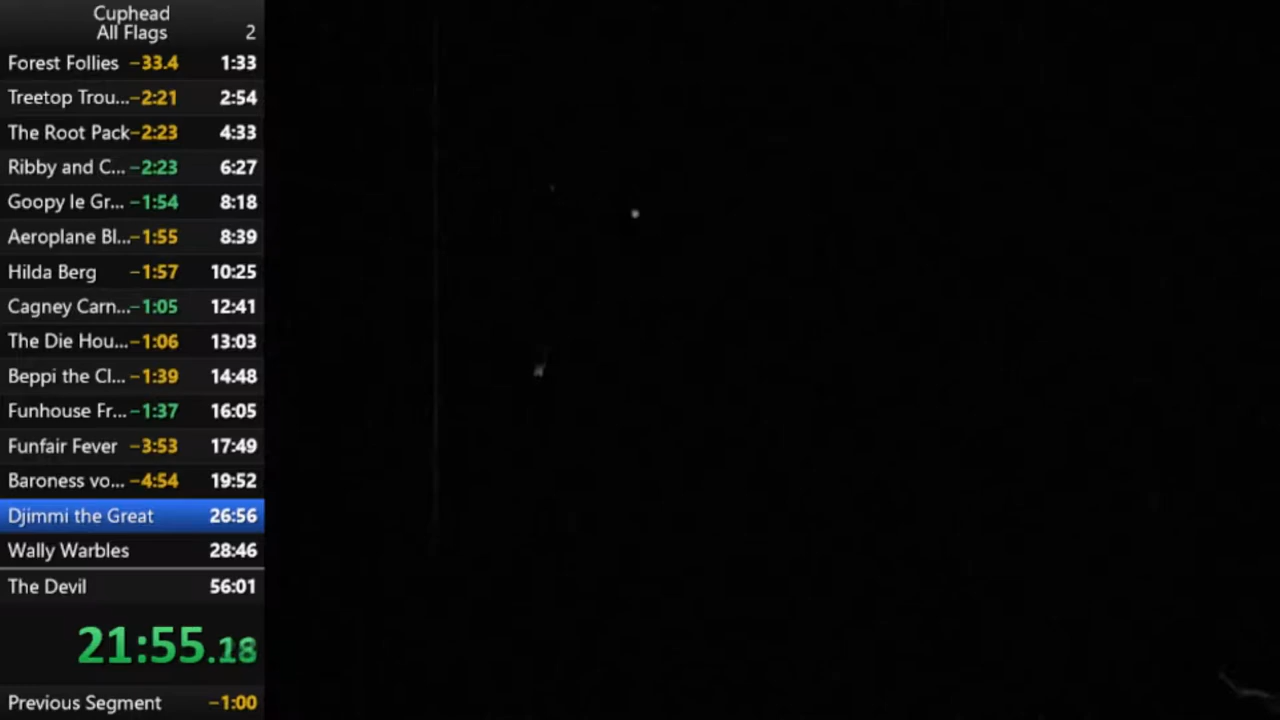 Cuphead
All Flags 2
Forest Follies −33.4 1:33
Treetop Trou... −2:21 2:54
The Root Pack −2:23 4:33
Ribby and C... −2:23 6:27
Goopy le Gr... −1:54 8:18
Aeroplane Bl... −1:55 8:39
Hilda Berg −1:57 10:25
Cagney Carn... −1:05 12:41
The Die Hou... −1:06 13:03
Beppi the Cl... −1:39 14:48
Funhouse Fr... −1:37 16:05
Funfair Fever −3:53 17:49
Baroness vo... −4:54 19:52
Djimmi the Great 26:56
Wally Warbles 28:46
The Devil 56:01
21:55.18
Previous Segment −1:00